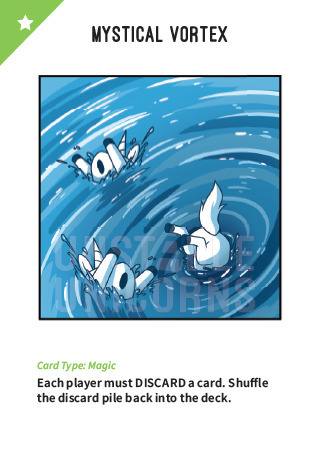 MYSTICAL VORTEX
UNSTABLE
UNICORNS
Card Type: Magic
Each player must DISCARD a card. Shuffle
the discard pile back into the deck.